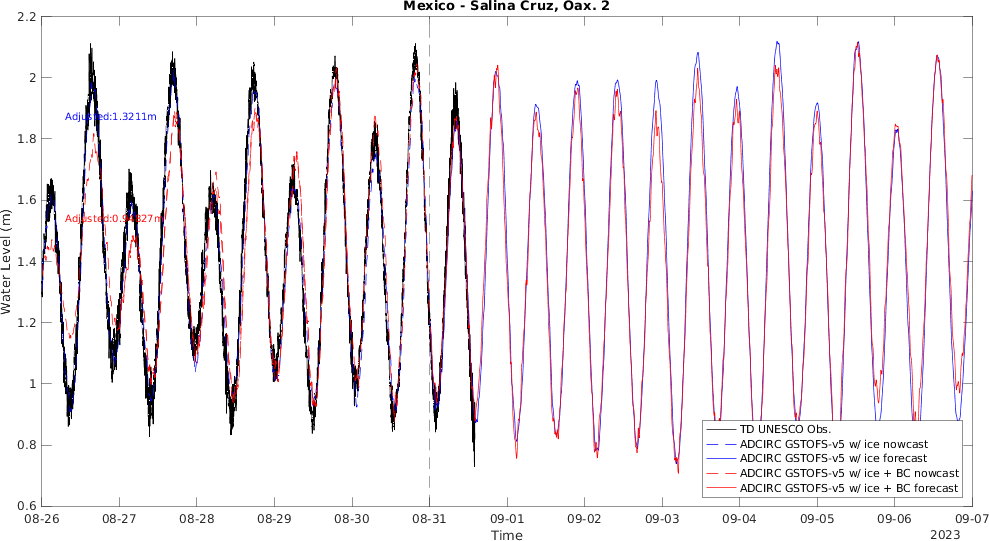 Mexico - Salina Cruz, Oax. 2
Water Level (m)
2.2
2
1.8
1.6
1.4
1.2
1
0.8
0.6
Adjusted:1.3211m
TD UNESCO Obs.
ADCIRC GSTOFS-v5 w/ ice nowcast
ADCIRC GSTOFS-v5 w/ ice forecast
ADCIRC GSTOFS-v5 w/ ice + BC nowcast
ADCIRC GSTOFS-v5 w/ ice + BC forecast
08-26 08-27 08-28 08-29 08-30 08-31 09-01 09-02 09-03 09-04 09-05 09-06 09-07
Time
2023